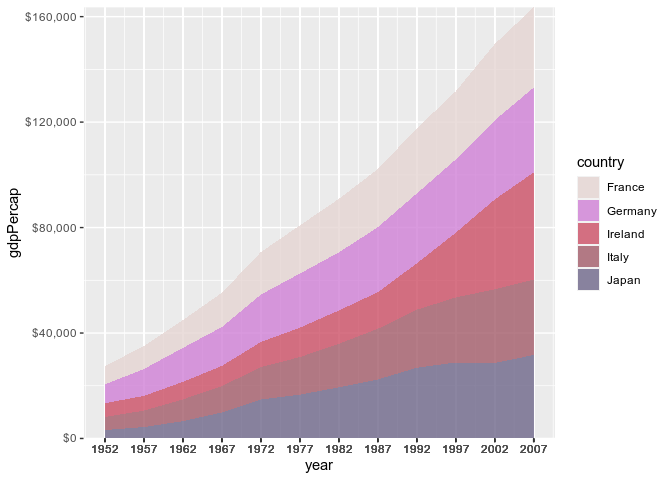 $160,000
$120,000
$80,000
$40,000
$0
gdpPercap
1952 1957 1962 1967 1972 1977 1982 1987 1992 1997 2002 2007
year
country
France
Germany
Ireland
Italy
Japan